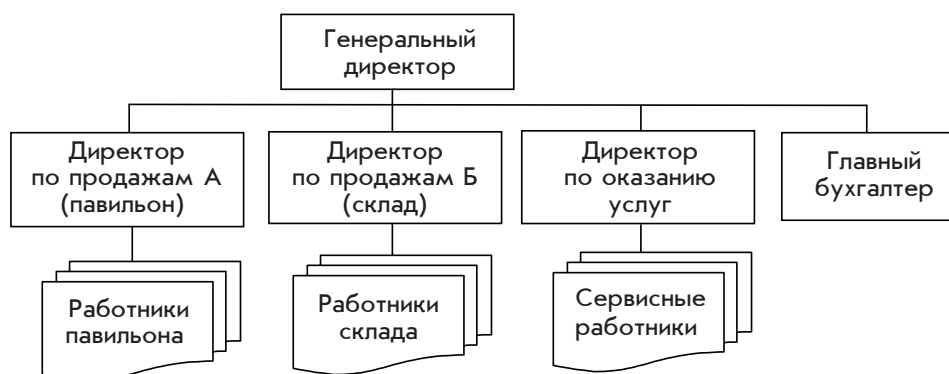 Генеральный
директор
Директор
по продажам А
(павильон)
Директор
по продажам Б
(склад)
Директор
по оказанию
услуг
Главный
бухгалтер
Работники
павильона
Работники
склада
Сервисные
работники